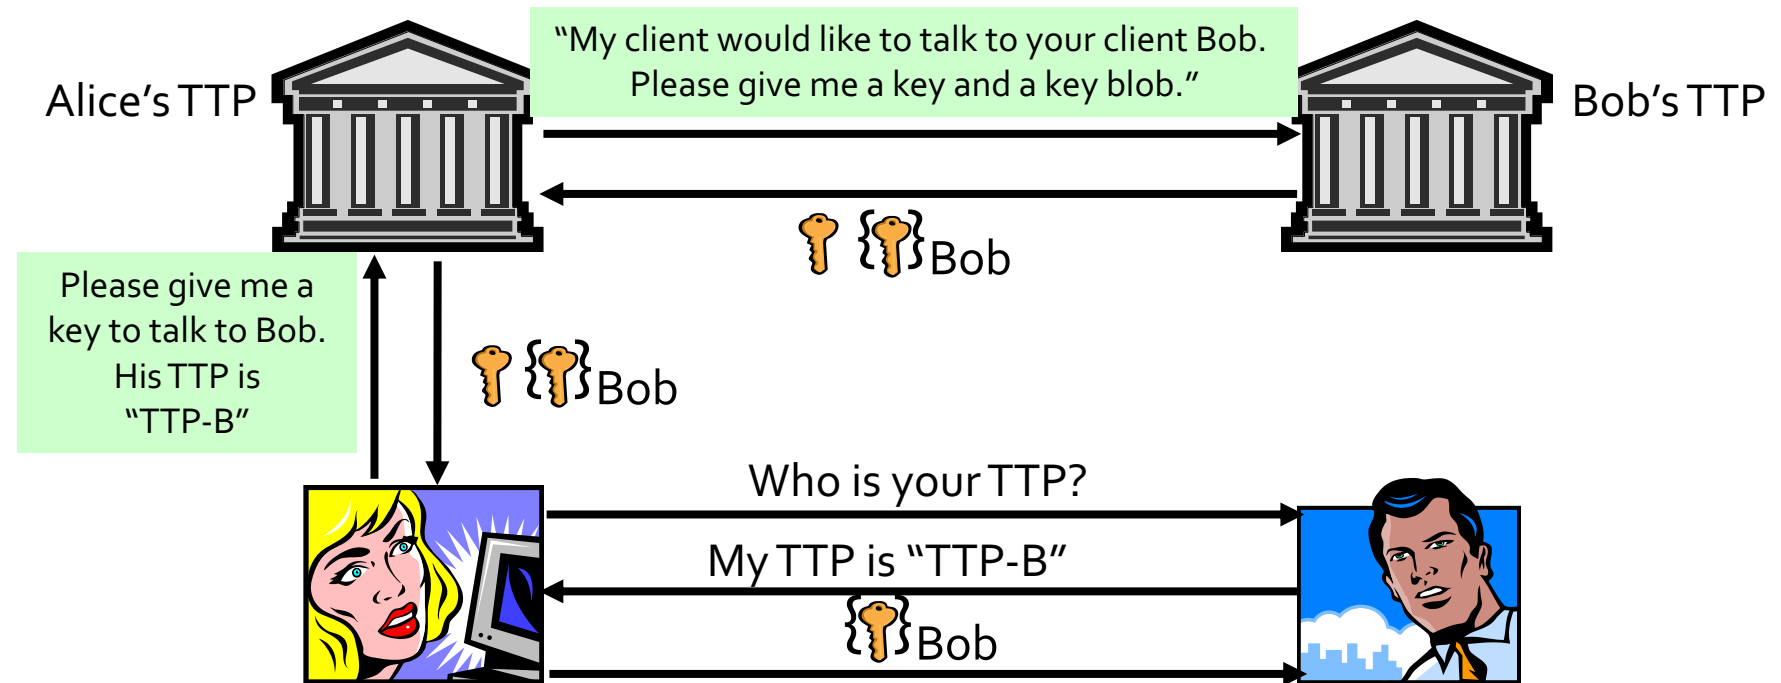 “My client would like to talk to your client Bob.
Please give me a key and a key blob.”
Alice’s TTP
Bob’s TTP
{ }Bob
Please give me a
key to talk to Bob.
His TTP is
“TTP-B”
{ }Bob
Who is your TTP?
My TTP is “TTP-B”
{ }Bob